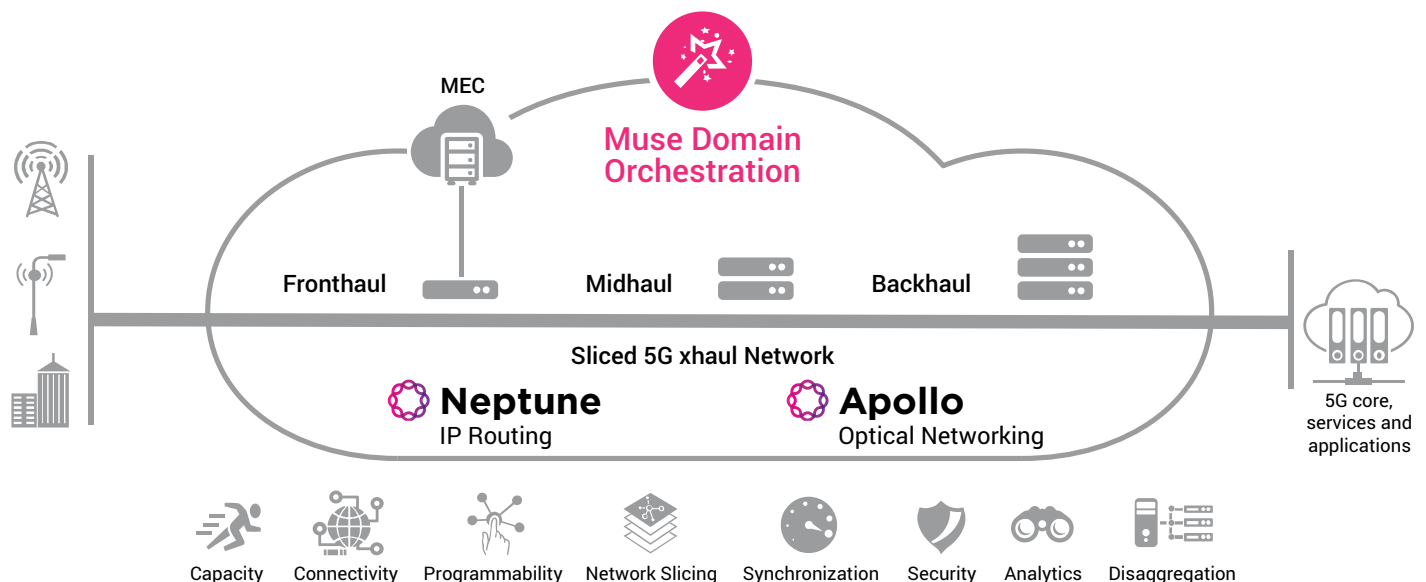 MEC
Muse Domain
Orchestration
Fronthaul
Midhaul
Backhaul
Sliced 5G xhaul Network
Neptune
IP Routing
Apollo
Optical Networking
5G core,
services and
applications
Capacity
Connectivity
Programmability
Network Slicing
Synchronization
Security
Analytics
Disaggregation